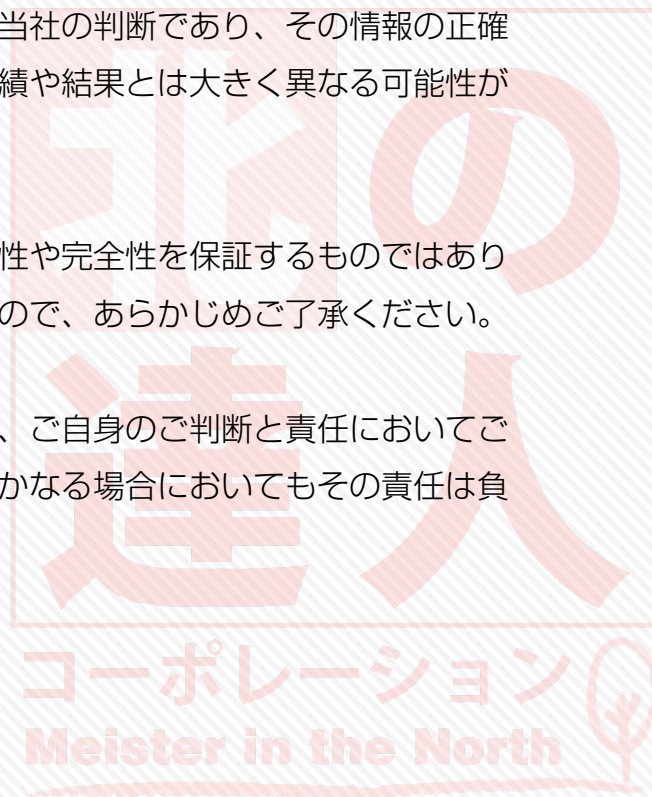 当社の判断であり、その情報の正確
績や結果とは大きく異なる可能性が
性や完全性を保証するものではあり
ので、あらかじめご了承ください。
、ご自身のご判断と責任においてご
かなる場合においてもその責任は負
北の
達人
コーポレーション
Meister in the North